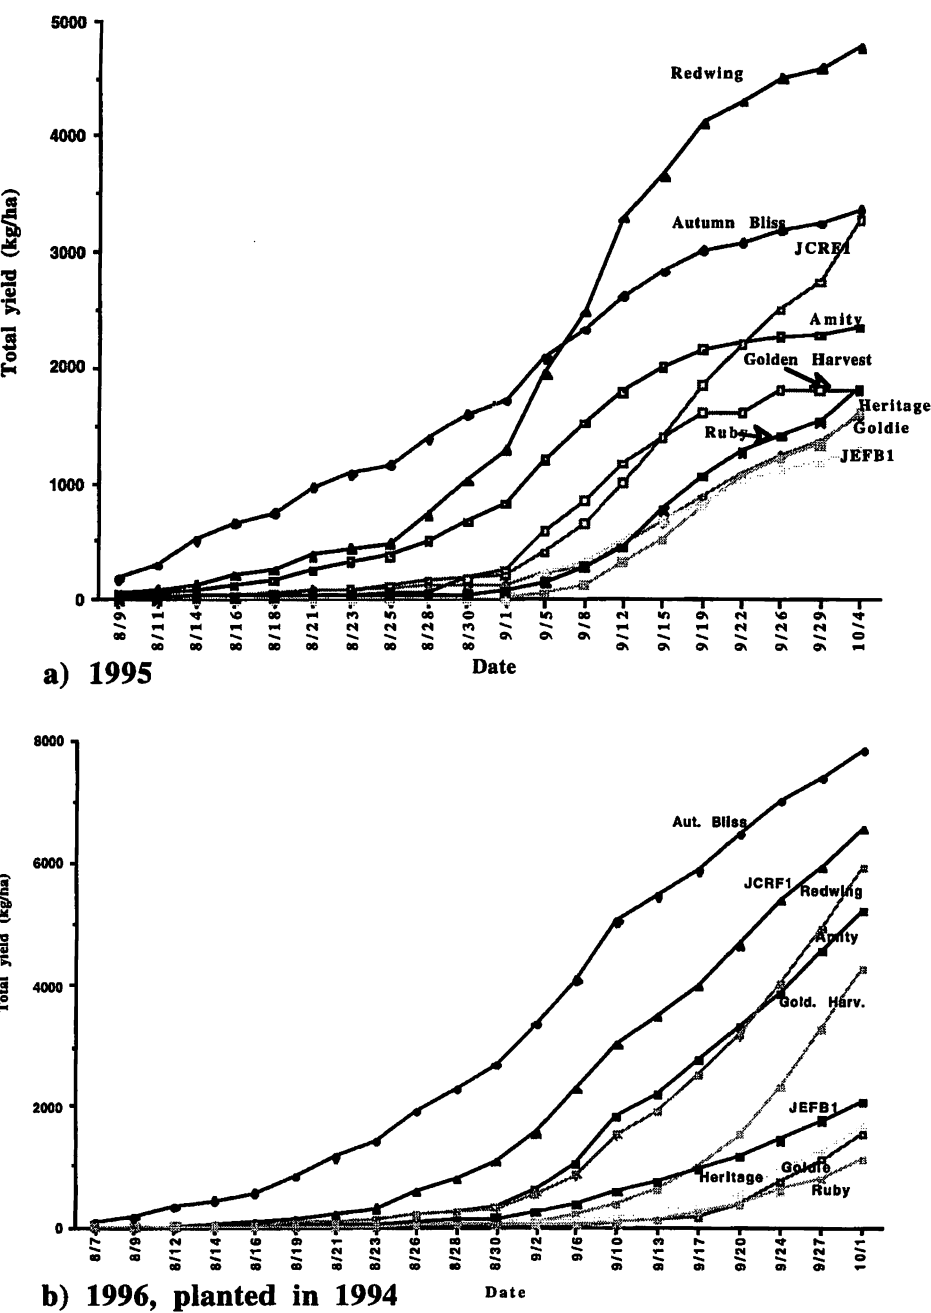 5000
4000
3000
2000
1000
0
Total yield (kg/ha)
Redwing
Autumn Bliss
JCRF1
Amity
Golden Harvest
Heritage
Ruby
Goldie
JEFB1
8/9
8/11
8/14
8/16
8/18
8/21
8/23
8/25
8/28
8/30
9/1
9/5
9/8
9/12
9/15
9/19
9/22
9/26
9/29
10/4
Date
a) 1995
8000
6000
4000
2000
0
Total yield (kg/ha)
Aut. Bliss
JCRF1
Redwing
Amity
Gold. Harv.
JEFB1
Heritage
Goldie
Ruby
8/7
8/9
8/12
8/14
8/16
8/19
8/21
8/23
8/26
8/28
8/30
9/2
9/6
9/10
9/13
9/17
9/20
9/24
9/27
10/1
Date
b) 1996, planted in 1994